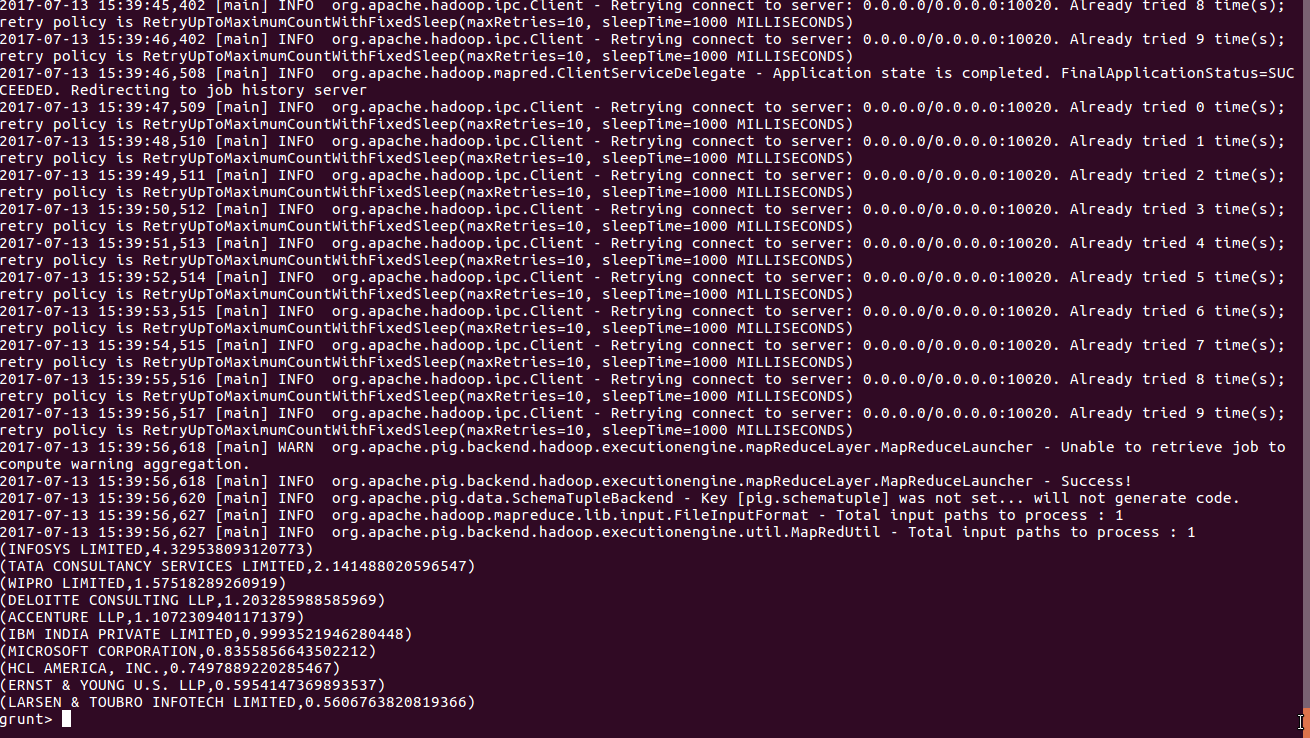 2017-07-13 15:39:45,402 [main] INFO  org.apache.hadoop.ipc.Client - Retrying connect to server: 0.0.0.0/0.0.0.0:10020. Already tried 8 time(s);
retry policy is RetryUpToMaximumCountWithFixedSleep(maxRetries=10, sleepTime=1000 MILLISECONDS)
2017-07-13 15:39:46,402 [main] INFO  org.apache.hadoop.ipc.Client - Retrying connect to server: 0.0.0.0/0.0.0.0:10020. Already tried 9 time(s);
retry policy is RetryUpToMaximumCountWithFixedSleep(maxRetries=10, sleepTime=1000 MILLISECONDS)
2017-07-13 15:39:46,508 [main] INFO  org.apache.hadoop.mapred.ClientServiceDelegate - Application state is completed. FinalApplicationStatus=SUC
CEEDED. Redirecting to job history server
2017-07-13 15:39:47,509 [main] INFO  org.apache.hadoop.ipc.Client - Retrying connect to server: 0.0.0.0/0.0.0.0:10020. Already tried 0 time(s);
retry policy is RetryUpToMaximumCountWithFixedSleep(maxRetries=10, sleepTime=1000 MILLISECONDS)
2017-07-13 15:39:48,510 [main] INFO  org.apache.hadoop.ipc.Client - Retrying connect to server: 0.0.0.0/0.0.0.0:10020. Already tried 1 time(s);
retry policy is RetryUpToMaximumCountWithFixedSleep(maxRetries=10, sleepTime=1000 MILLISECONDS)
2017-07-13 15:39:49,511 [main] INFO  org.apache.hadoop.ipc.Client - Retrying connect to server: 0.0.0.0/0.0.0.0:10020. Already tried 2 time(s);
retry policy is RetryUpToMaximumCountWithFixedSleep(maxRetries=10, sleepTime=1000 MILLISECONDS)
2017-07-13 15:39:50,512 [main] INFO  org.apache.hadoop.ipc.Client - Retrying connect to server: 0.0.0.0/0.0.0.0:10020. Already tried 3 time(s);
retry policy is RetryUpToMaximumCountWithFixedSleep(maxRetries=10, sleepTime=1000 MILLISECONDS)
2017-07-13 15:39:51,513 [main] INFO  org.apache.hadoop.ipc.Client - Retrying connect to server: 0.0.0.0/0.0.0.0:10020. Already tried 4 time(s);
retry policy is RetryUpToMaximumCountWithFixedSleep(maxRetries=10, sleepTime=1000 MILLISECONDS)
2017-07-13 15:39:52,514 [main] INFO  org.apache.hadoop.ipc.Client - Retrying connect to server: 0.0.0.0/0.0.0.0:10020. Already tried 5 time(s);
retry policy is RetryUpToMaximumCountWithFixedSleep(maxRetries=10, sleepTime=1000 MILLISECONDS)
2017-07-13 15:39:53,515 [main] INFO  org.apache.hadoop.ipc.Client - Retrying connect to server: 0.0.0.0/0.0.0.0:10020. Already tried 6 time(s);
retry policy is RetryUpToMaximumCountWithFixedSleep(maxRetries=10, sleepTime=1000 MILLISECONDS)
2017-07-13 15:39:54,515 [main] INFO  org.apache.hadoop.ipc.Client - Retrying connect to server: 0.0.0.0/0.0.0.0:10020. Already tried 7 time(s);
retry policy is RetryUpToMaximumCountWithFixedSleep(maxRetries=10, sleepTime=1000 MILLISECONDS)
2017-07-13 15:39:55,516 [main] INFO  org.apache.hadoop.ipc.Client - Retrying connect to server: 0.0.0.0/0.0.0.0:10020. Already tried 8 time(s);
retry policy is RetryUpToMaximumCountWithFixedSleep(maxRetries=10, sleepTime=1000 MILLISECONDS)
2017-07-13 15:39:56,517 [main] INFO  org.apache.hadoop.ipc.Client - Retrying connect to server: 0.0.0.0/0.0.0.0:10020. Already tried 9 time(s);
retry policy is RetryUpToMaximumCountWithFixedSleep(maxRetries=10, sleepTime=1000 MILLISECONDS)
2017-07-13 15:39:56,618 [main] WARN  org.apache.pig.backend.hadoop.executionengine.mapReduceLayer.MapReduceLauncher - Unable to retrieve job to
compute warning aggregation.
2017-07-13 15:39:56,618 [main] INFO  org.apache.pig.backend.hadoop.executionengine.mapReduceLayer.MapReduceLauncher - Success!
2017-07-13 15:39:56,620 [main] INFO  org.apache.pig.data.SchemaTupleBackend - Key [pig.schematuple] was not set... will not generate code.
2017-07-13 15:39:56,627 [main] INFO  org.apache.hadoop.mapreduce.lib.input.FileInputFormat - Total input paths to process : 1
2017-07-13 15:39:56,627 [main] INFO  org.apache.pig.backend.hadoop.executionengine.util.MapRedUtil - Total input paths to process : 1
(INFOSYS LIMITED,4.329538093120773)
(TATA CONSULTANCY SERVICES LIMITED,2.141488020596547)
(WIPRO LIMITED,1.57518289260919)
(DELOITTE CONSULTING LLP,1.203285988585969)
(ACCENTURE LLP,1.1072309401171379)
(IBM INDIA PRIVATE LIMITED,0.9993521946280448)
(MICROSOFT CORPORATION,0.8355856643502212)
(HCL AMERICA, INC.,0.7497889220285467)
(ERNST & YOUNG U.S. LLP,0.5954147369893537)
(LARSEN & TOUBRO INFOTECH LIMITED,0.5606763820819366)
grunt>